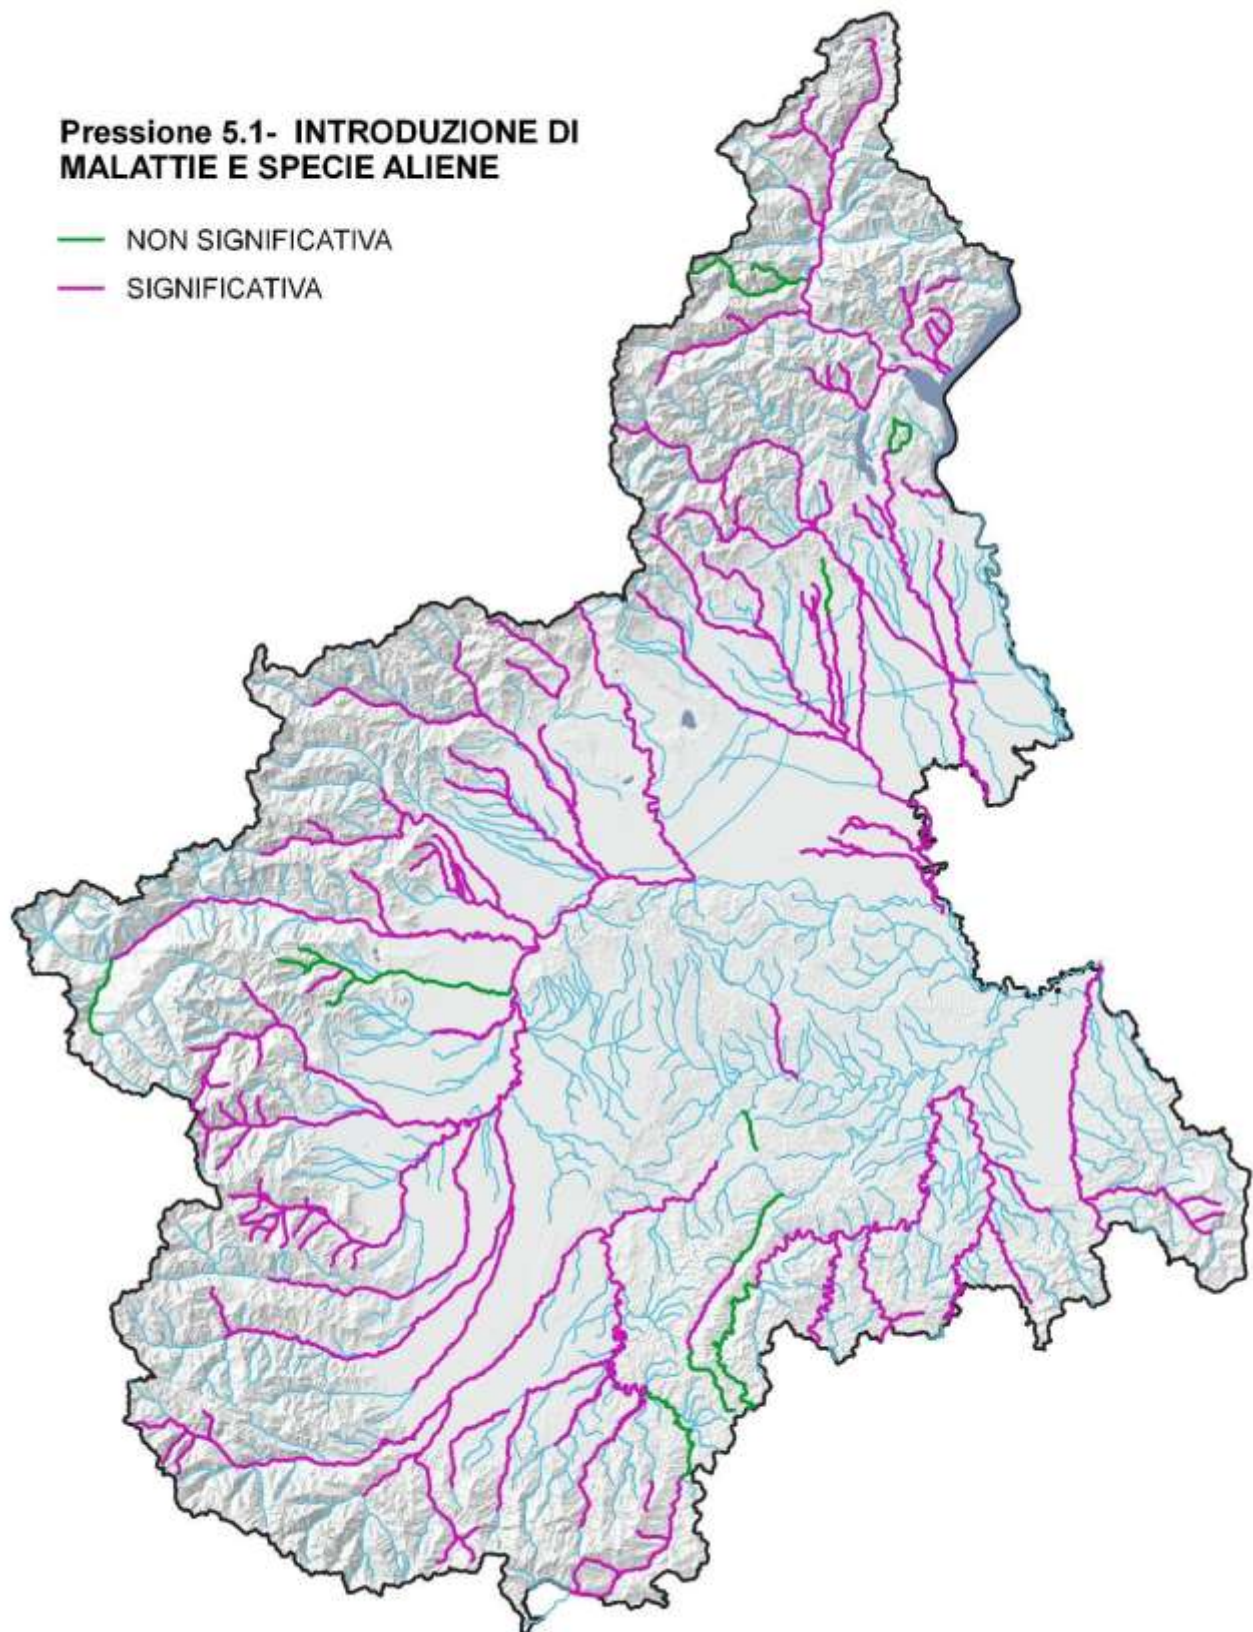 Pressione 5.1- INTRODUZIONE DI
MALATTIE E SPECIE ALIENE
NON SIGNIFICATIVA
SIGNIFICATIVA